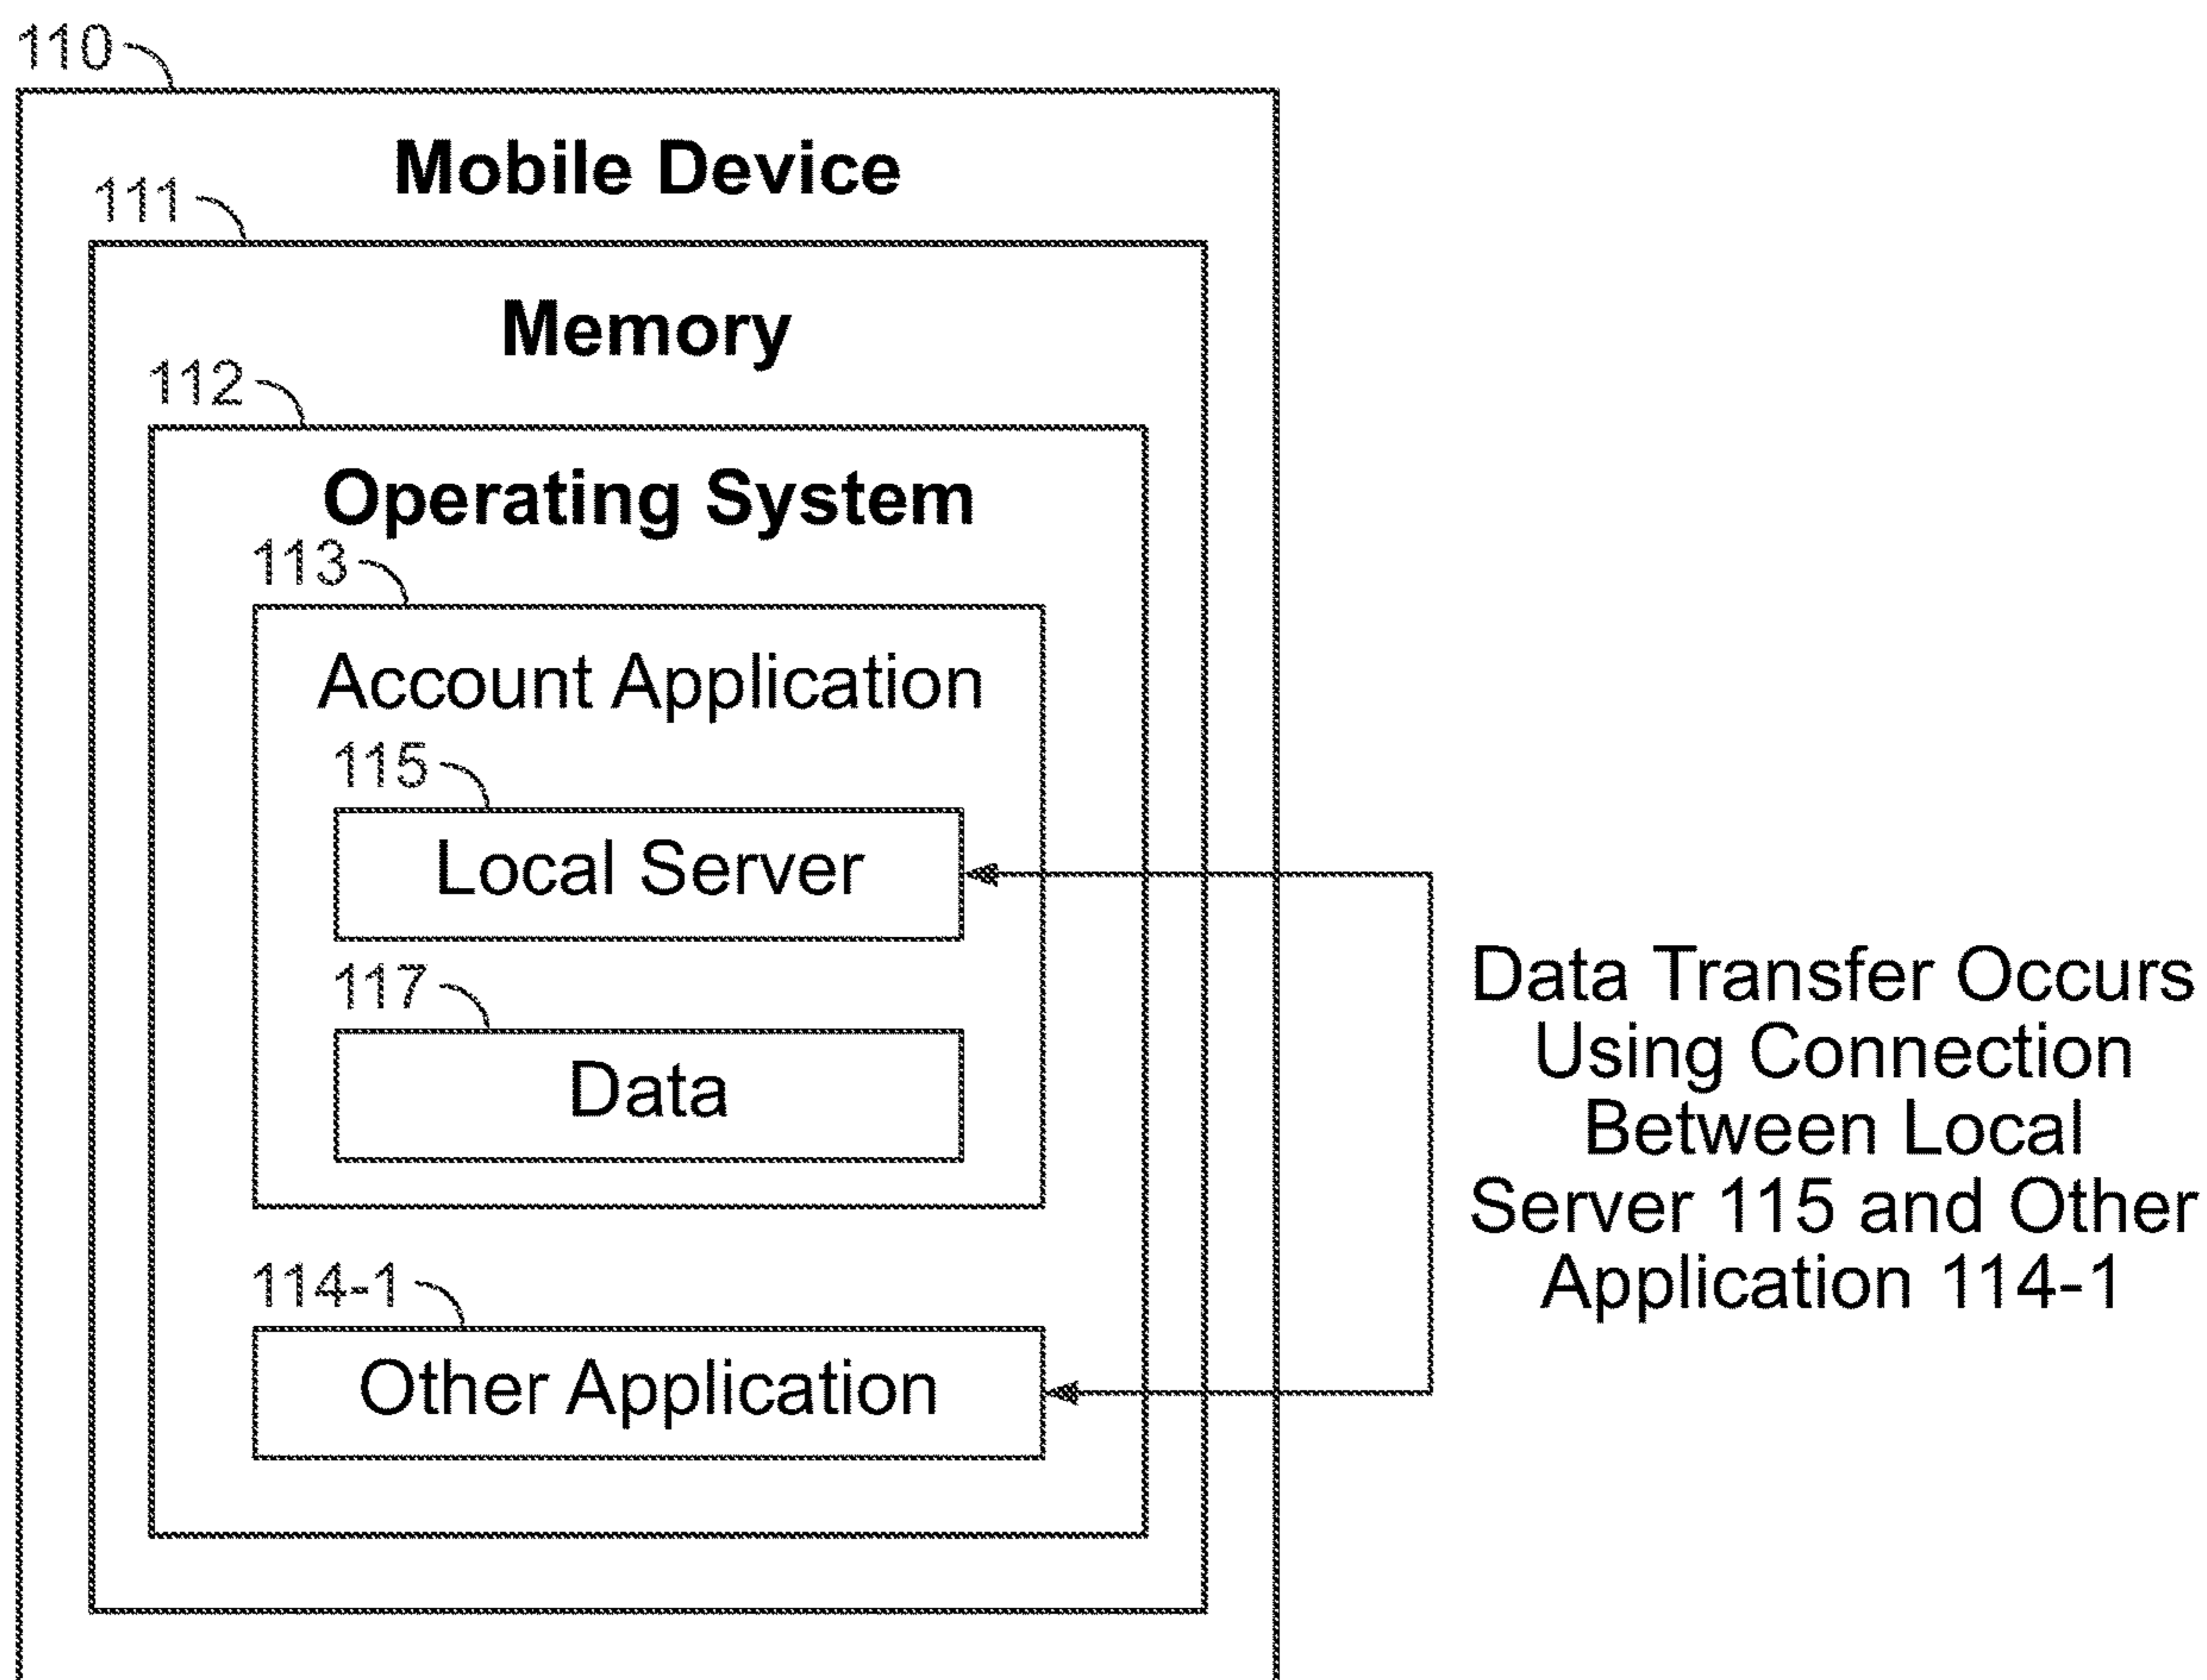 110
Mobile Device
111
Memory
112
Operating System
113
Account Application
115
Local Server
117
Data
114-1
Other Application
Data Transfer Occurs
Using Connection
Between Local
Server 115 and Other
Application 114-1